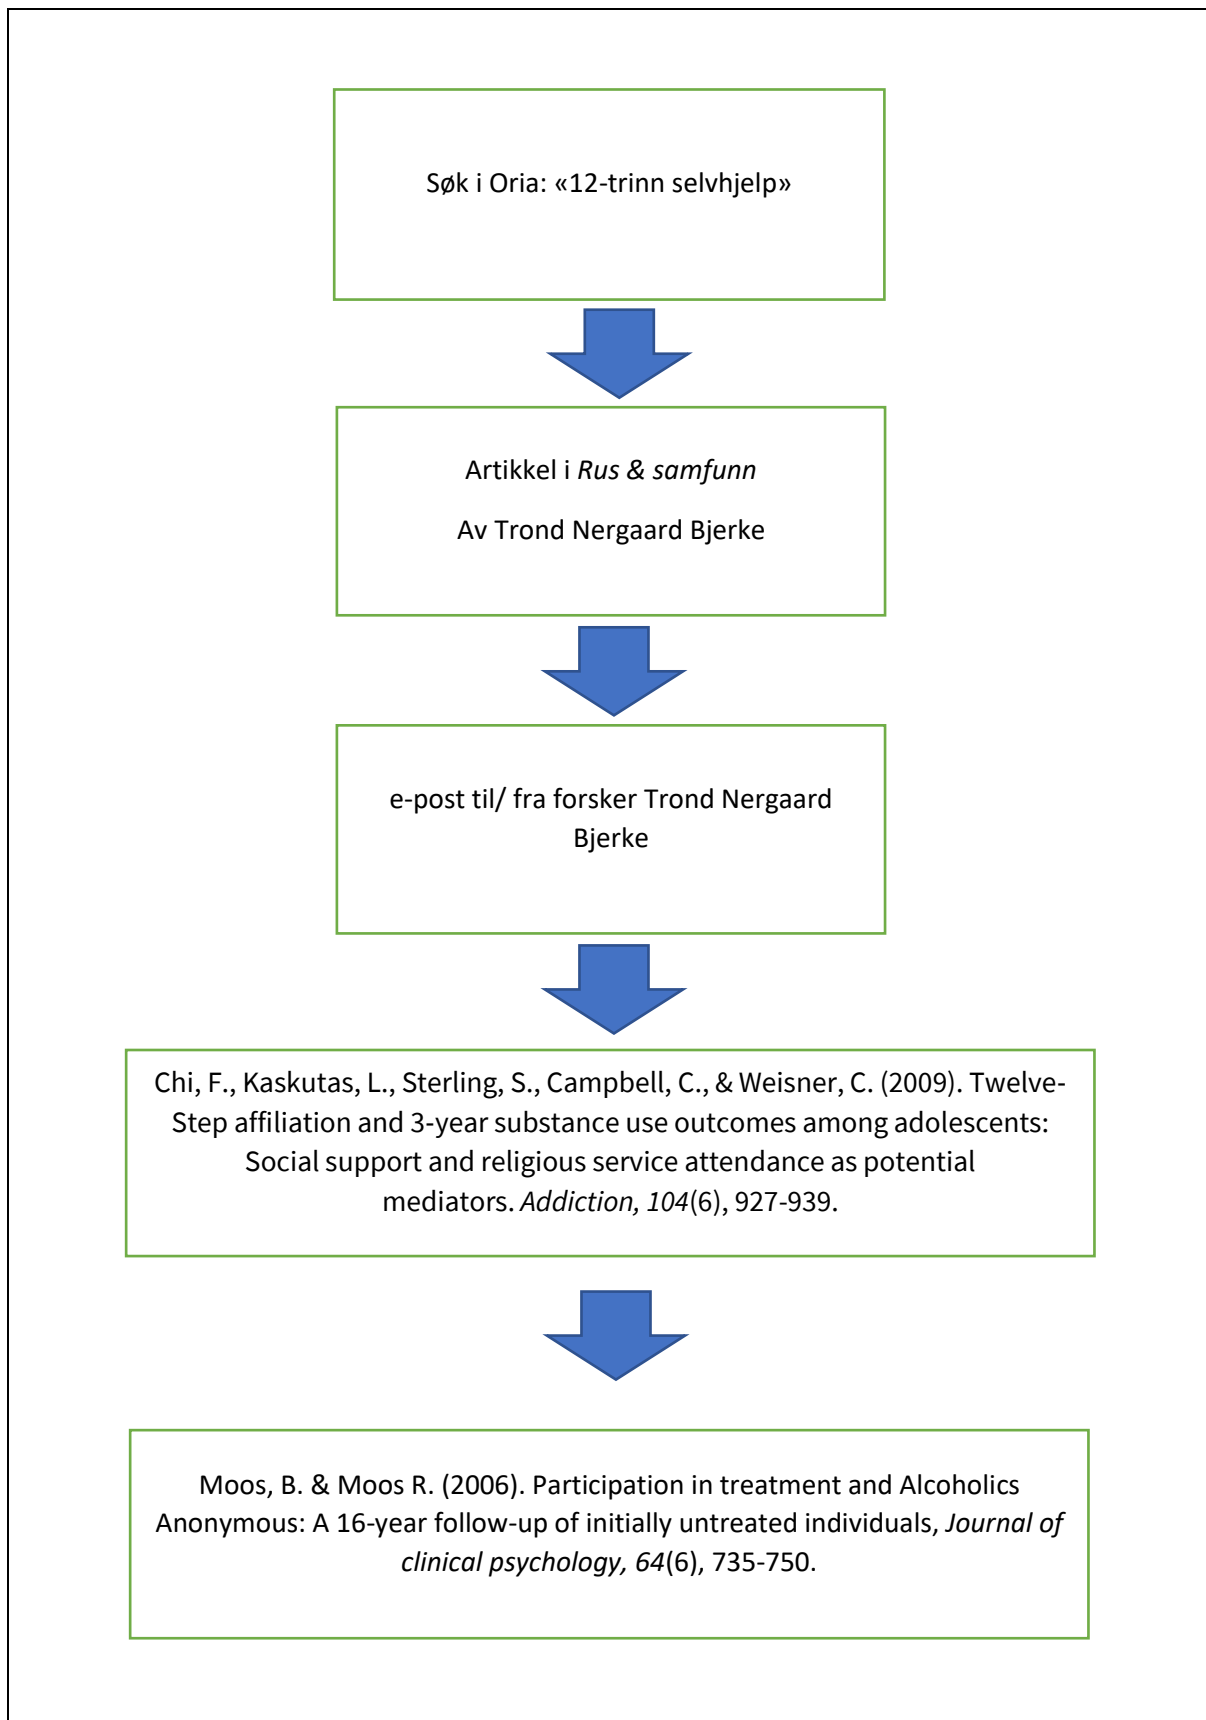 Søk i Oria: «12-trinn selvhjelp»
Artikkel i Rus & samfunn
Av Trond Nergaard Bjerke
e-post til/ fra forsker Trond Nergaard
Bjerke
Chi, F., Kaskutas, L., Sterling, S., Campbell, C., & Weisner, C. (2009). Twelve-
Step affiliation and 3-year substance use outcomes among adolescents:
Social support and religious service attendance as potential
mediators. Addiction, 104(6), 927-939.
Moos, B. & Moos R. (2006). Participation in treatment and Alcoholics
Anonymous: A 16-year follow-up of initially untreated individuals, Journal of
clinical psychology, 64(6), 735-750.